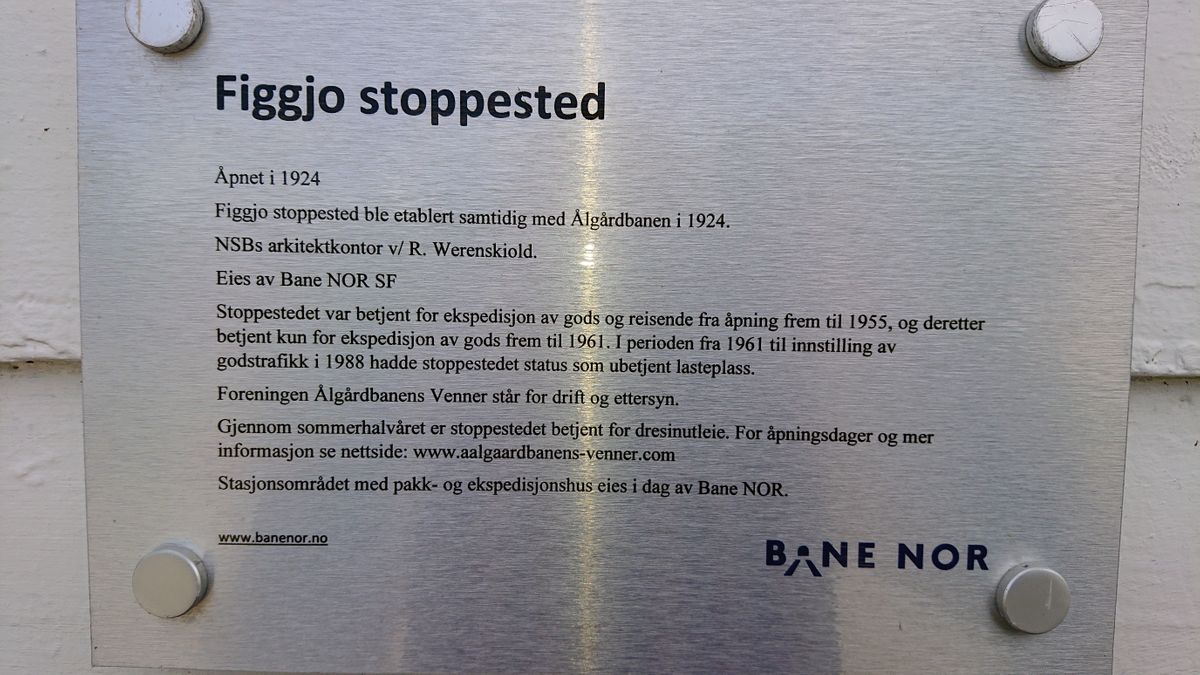 Figgjo stoppested
Åpnet i 1924
Figgjo stoppested ble etablert samtidig med Ålgårdbanen i 1924.
NSBs arkitektkontor v/ R. Werenskiold.
Eies av Bane NOR SF
Stoppestedet var betjent for ekspedisjon av gods og reisende fra åpning frem til 1955, og deretter
betjent kun for ekspedisjon av gods frem til 1961. I perioden fra 1961 til innstilling av
godstrafikk i 1988 hadde stoppestedet status som ubetjent lasteplass.
Foreningen Ålgårdbanens Venner står for drift og ettersyn.
Gjennom sommerhalvåret er stoppestedet betjent for dresinutleie. For åpningsdager og mer
informasjon se nettside: www.aalgaardbanens-venner.com
Stasjonsområdet med pakk- og ekspedisjonshus eies i dag av Bane NOR.
www.banenor.no
BANE NOR